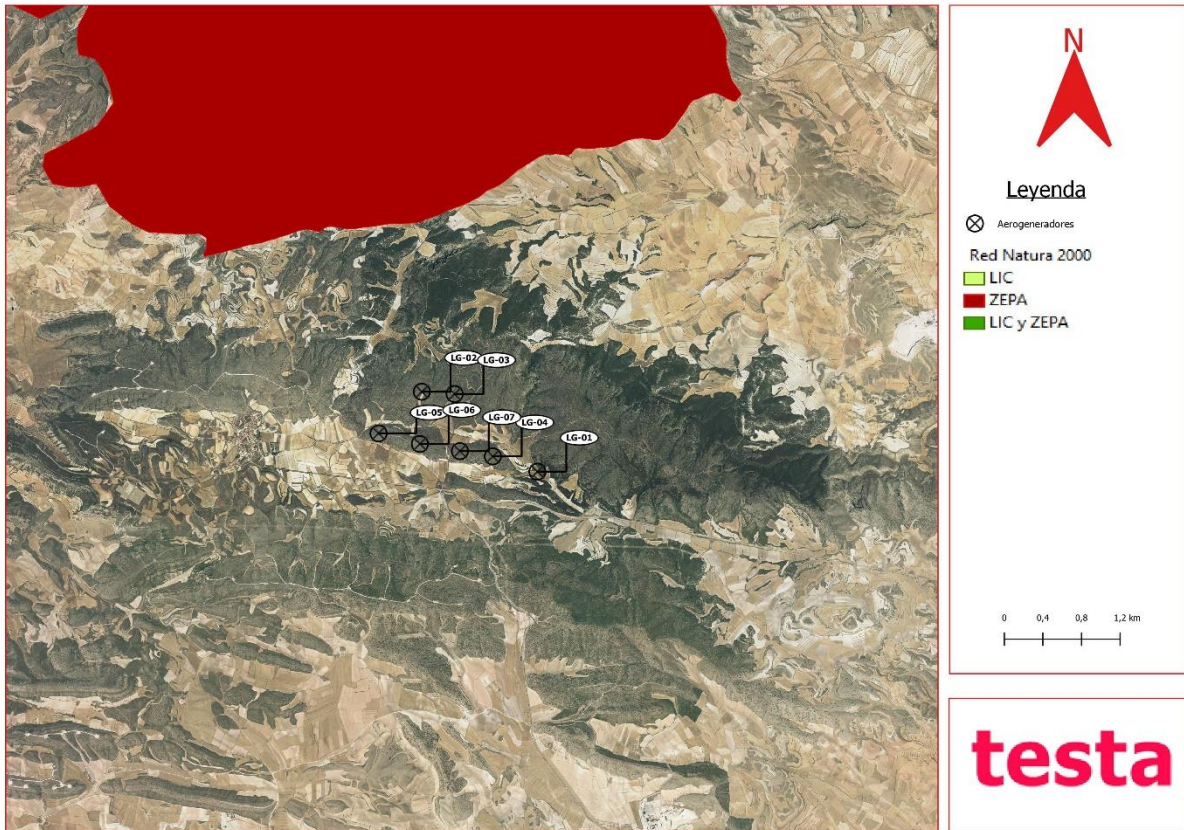 N
Leyenda
Aerogeneradores
Red Natura 2000
LIC
ZEPA
LIC y ZEPA
LG-02
LG-03
LG-05
LG-06
LG-07
LG-04
LG-01
0 0,4 0,8 1,2 km
testa